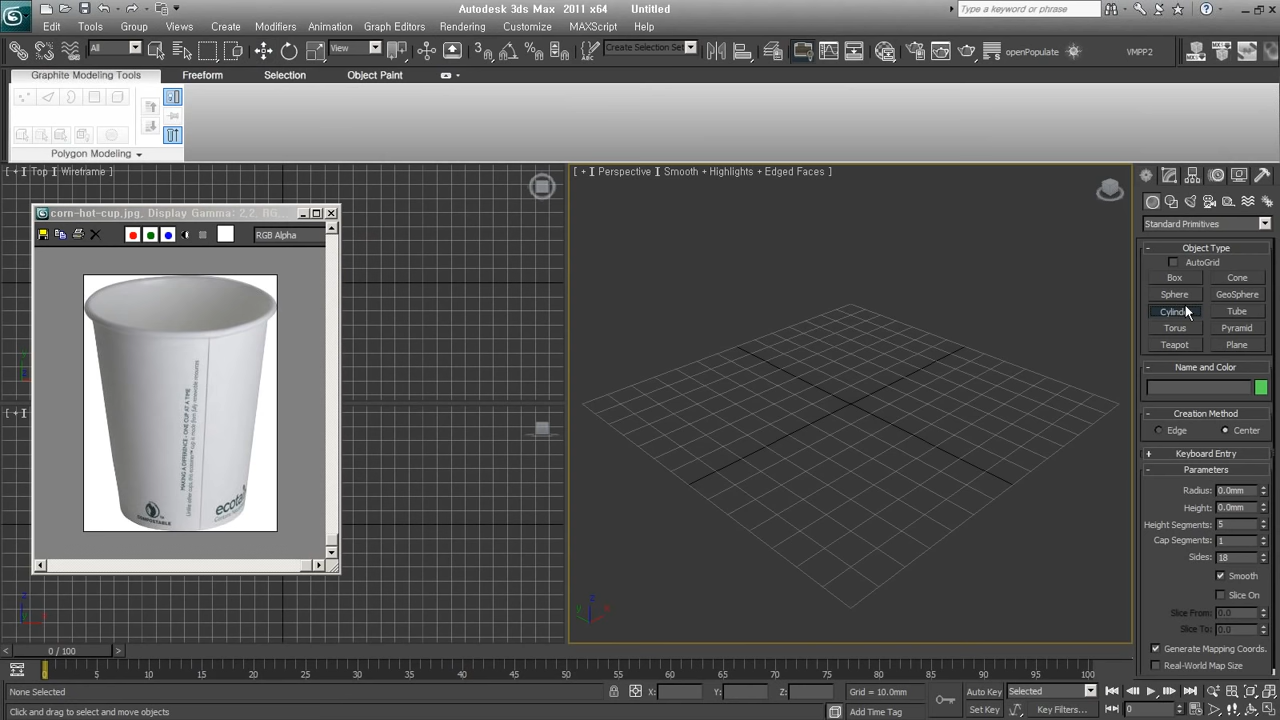 Autodesk 3ds Max 2011 x64 Untitled
Type a keyword or phrase
Edit Tools Group Views Create Modifiers Animation Graph Editors Rendering Customize MAXScript Help
All View Create Selection Set openPopulate VMPP2
Graphite Modeling Tools Freeform Selection Object Paint
Polygon Modeling
[ + ] Top ] Wireframe ]
[ + ] Perspective ] Smooth + Highlights + Edged Faces ]
corn-hot-cup.jpg, Display Gamma: 2.2, RG...
RGB Alpha
MAKING A DIFFERENCE - ONE CUP AT A TIME
COMPOSTABLE
Standard Primitives
Object Type
AutoGrid
Box Cone
Sphere GeoSphere
Tube
Torus Pyramid
Teapot Plane
Name and Color
Creation Method
Edge Center
Keyboard Entry
Parameters
Radius: 0.0mm
Height: 0.0mm
Height Segments: 5
Cap Segments: 1
Sides: 18
Smooth
Slice On
Slice From: 0.0
Slice To: 0.0
Generate Mapping Coords.
Real-World Map Size
0 / 100
0 5 10 15 20 25 30 35 40 45 50 55 60 65 70 75 80 85 90 95 100
None Selected X: Y: Z: Grid = 10.0mm Auto Key Selected
Click and drag to select and move objects Add Time Tag Set Key Key Filters... 0